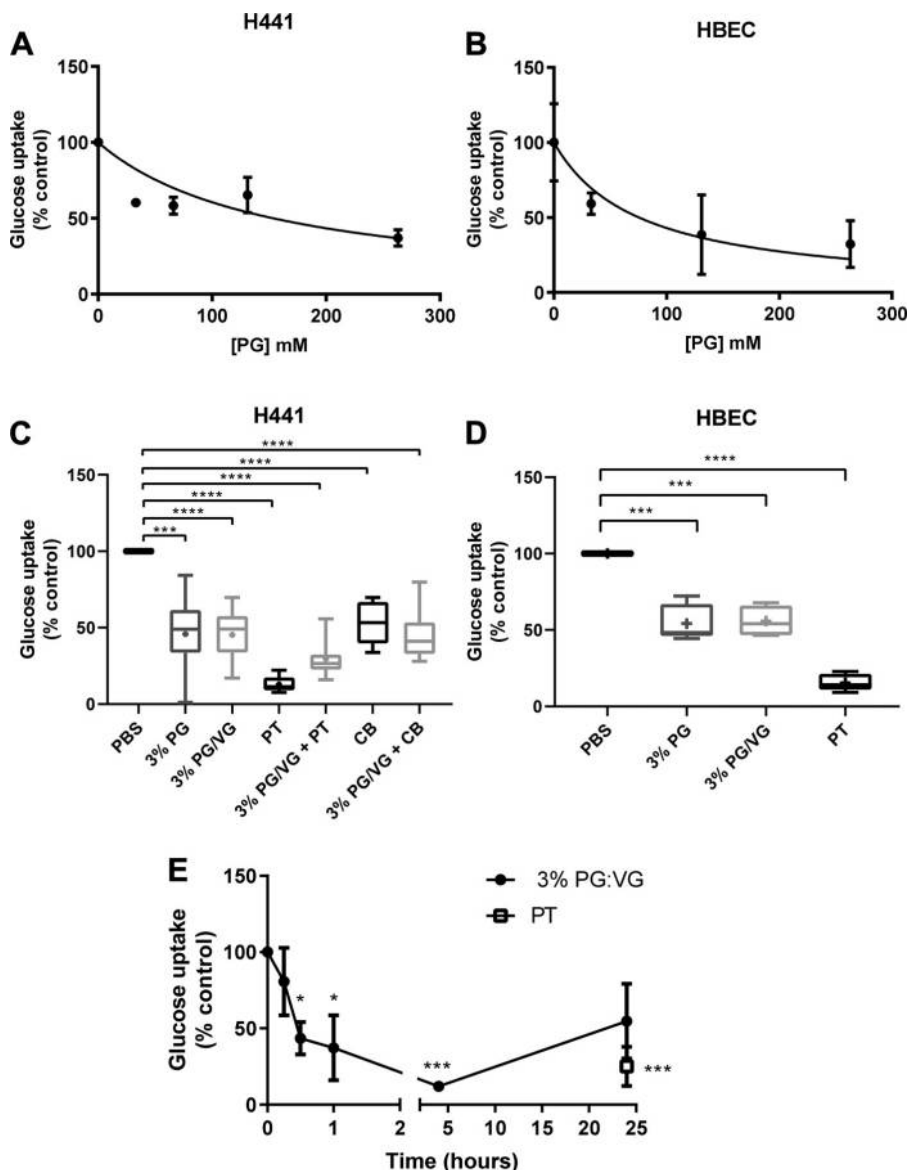 A
H441
Glucose uptake
(% control)
150
100
50
0
0 100 200 300
[PG] mM
B
HBEC
Glucose uptake
(% control)
150
100
50
0
0 100 200 300
[PG] mM
C
H441
****
****
****
****
****
***
Glucose uptake
(% control)
150
100
50
0
PBS
3% PG
3% PG/VG
PT
3% PG/VG + PT
CB
3% PG/VG + CB
D
HBEC
****
***
***
Glucose uptake
(% control)
150
100
50
0
PBS
3% PG
3% PG/VG
PT
E
3% PG:VG
PT
Glucose uptake
(% control)
150
100
50
0
* *
***
***
0 1 2 5 10 15 20 25
Time (hours)